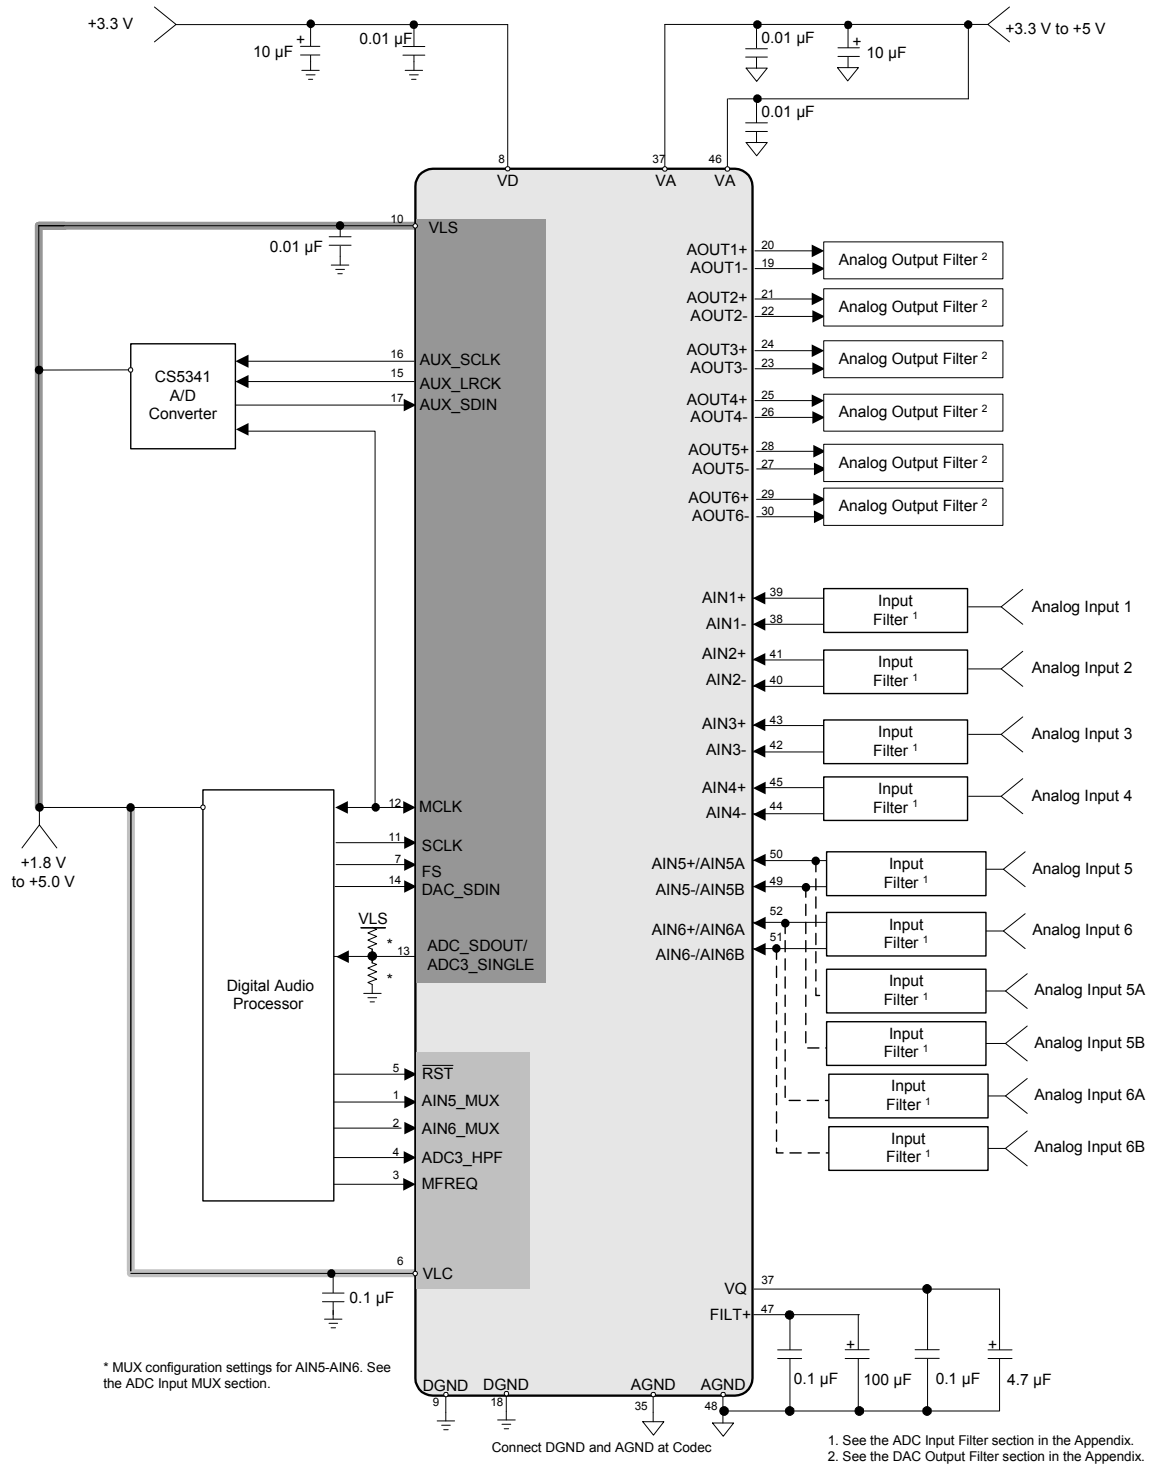 +3.3 V
10 µF
+
0.01 µF
0.01 µF
+
10 µF
+3.3 V to +5 V
0.01 µF
8
VD
37
VA
46
VA
10
VLS
0.01 µF
CS5341
A/D
Converter
16
AUX_SCLK
15
AUX_LRCK
17
AUX_SDIN
12
MCLK
11
SCLK
7
FS
14
DAC_SDIN
+1.8 V
to +5.0 V
VLS
*
*
13
ADC_SDOUT/
ADC3_SINGLE
Digital Audio
Processor
5
RST
1
AIN5_MUX
2
AIN6_MUX
4
ADC3_HPF
3
MFREQ
6
VLC
0.1 µF
AOUT1+
20
AOUT1-
19
Analog Output Filter 2
AOUT2+
21
AOUT2-
22
Analog Output Filter 2
AOUT3+
24
AOUT3-
23
Analog Output Filter 2
AOUT4+
25
AOUT4-
26
Analog Output Filter 2
AOUT5+
28
AOUT5-
27
Analog Output Filter 2
AOUT6+
29
AOUT6-
30
Analog Output Filter 2
AIN1+
39
AIN1-
38
Input
Filter 1
Analog Input 1
AIN2+
41
AIN2-
40
Input
Filter 1
Analog Input 2
AIN3+
43
AIN3-
42
Input
Filter 1
Analog Input 3
AIN4+
45
AIN4-
44
Input
Filter 1
Analog Input 4
AIN5+/AIN5A
50
AIN5-/AIN5B
49
Input
Filter 1
Analog Input 5
AIN6+/AIN6A
52
AIN6-/AIN6B
51
Input
Filter 1
Analog Input 6
Input
Filter 1
Analog Input 5A
Input
Filter 1
Analog Input 5B
Input
Filter 1
Analog Input 6A
Input
Filter 1
Analog Input 6B
VQ
37
FILT+
47
0.1 µF
+
100 µF
0.1 µF
+
4.7 µF
DGND
9
DGND
18
AGND
35
AGND
48
* MUX configuration settings for AIN5-AIN6. See
the ADC Input MUX section.
Connect DGND and AGND at Codec
1. See the ADC Input Filter section in the Appendix.
2. See the DAC Output Filter section in the Appendix.